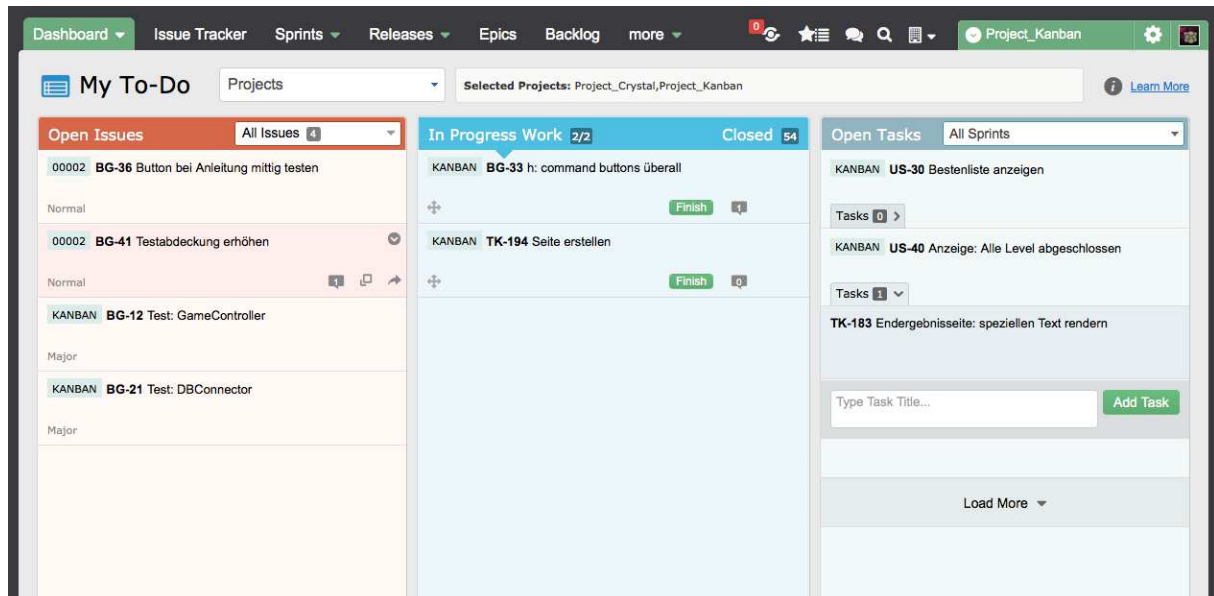 Dashboard Issue Tracker Sprints Releases Epics Backlog more 0 Project_Kanban
My To-Do Projects Selected Projects: Project_Crystal,Project_Kanban i Learn More
Open Issues All Issues 4
00002 BG-36 Button bei Anleitung mittig testen
Normal
00002 BG-41 Testabdeckung erhöhen
Normal 1
KANBAN BG-12 Test: GameController
Major
KANBAN BG-21 Test: DBConnector
Major
In Progress Work 2/2 Closed 54
KANBAN BG-33 h: command buttons überall
Finish 1
KANBAN TK-194 Seite erstellen
Finish 0
Open Tasks All Sprints
KANBAN US-30 Bestenliste anzeigen
Tasks 0
KANBAN US-40 Anzeige: Alle Level abgeschlossen
Tasks 1
TK-183 Endergebnisseite: speziellen Text rendern
Type Task Title... Add Task
Load More